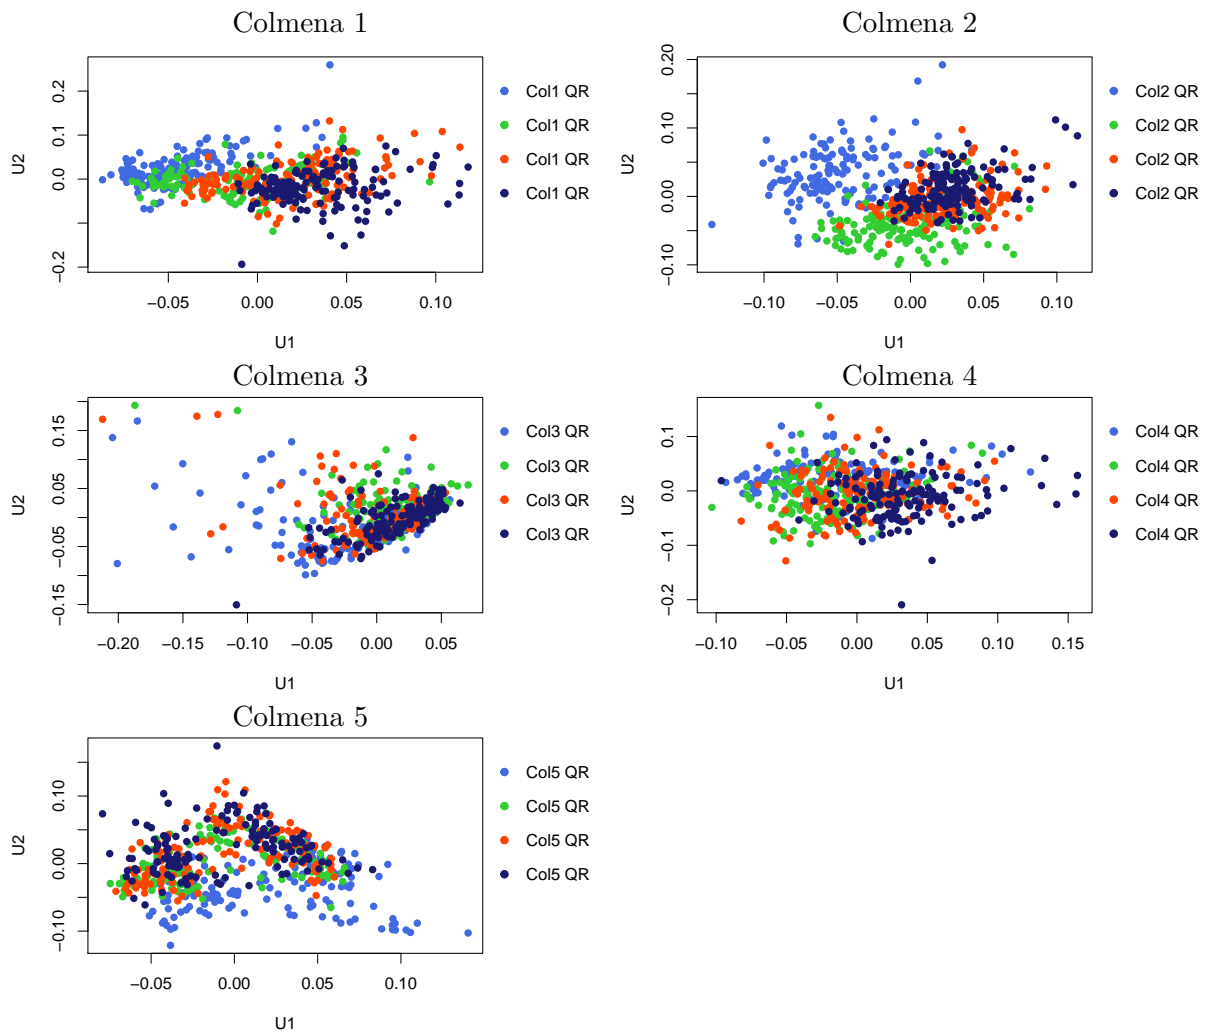 Colmena 1
0.2
0.1
0.0
−0.2
U2
−0.05
0.00
0.05
0.10
U1
Col1 QR
Col1 QR
Col1 QR
Col1 QR
Colmena 2
0.20
0.10
0.00
−0.10
U2
−0.10
−0.05
0.00
0.05
0.10
U1
Col2 QR
Col2 QR
Col2 QR
Col2 QR
Colmena 3
0.15
0.05
−0.05
−0.15
U2
−0.20
−0.15
−0.10
−0.05
0.00
0.05
U1
Col3 QR
Col3 QR
Col3 QR
Col3 QR
Colmena 4
0.1
0.0
−0.1
−0.2
U2
−0.10
−0.05
0.00
0.05
0.10
0.15
U1
Col4 QR
Col4 QR
Col4 QR
Col4 QR
Colmena 5
0.10
0.00
−0.10
U2
−0.05
0.00
0.05
0.10
U1
Col5 QR
Col5 QR
Col5 QR
Col5 QR